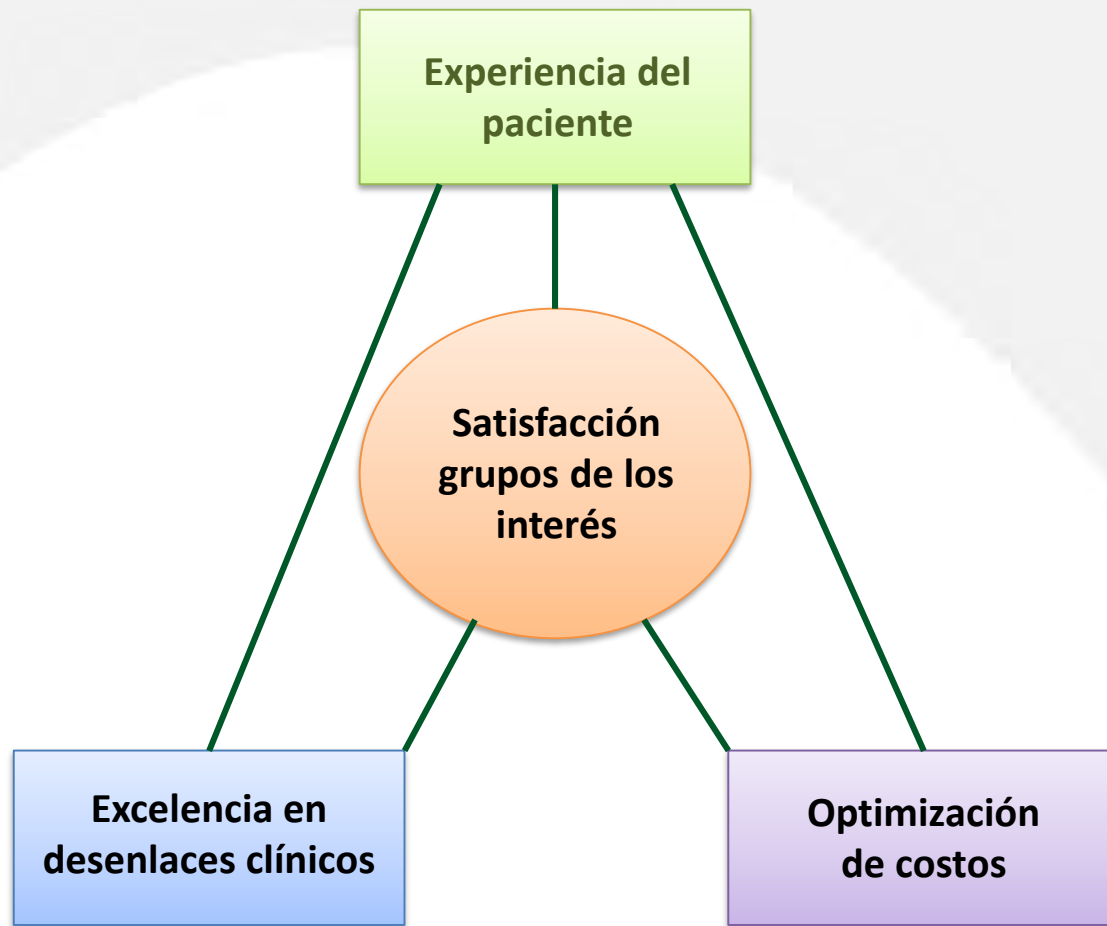 Experiencia del
paciente
Satisfacción
grupos de los
interés
Excelencia en
desenlaces clínicos
Optimización
de costos